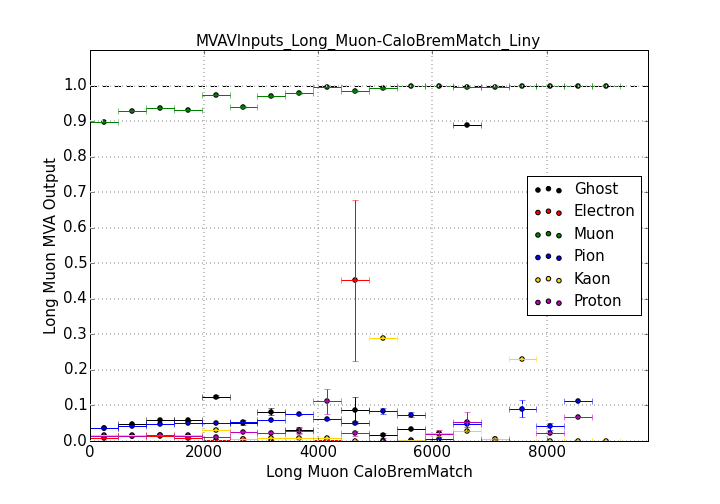 MVAVInputs_Long_Muon-CaloBremMatch_Liny
Long Muon MVA Output
1.0
0.9
0.8
0.7
0.6
0.5
0.4
0.3
0.2
0.1
0.0
Ghost
Electron
Muon
Pion
Kaon
Proton
0 2000 4000 6000 8000
Long Muon CaloBremMatch